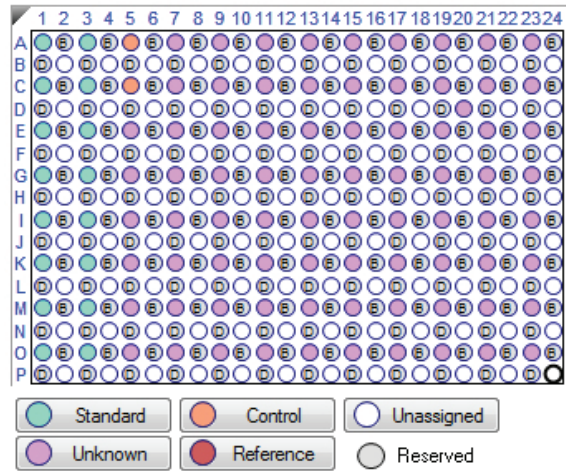 1 2 3 4 5 6 7 8 9 10 11 12 13 14 15 16 17 18 19 20 21 22 23 24
A B B B B B B B B B B B B
B D D D D D D D D D D D D
C B B B B B B B B B B B B
D D D D D D D D D D D D D
E B B B B B B B B B B B B
F D D D D D D D D D D D D
G B B B B B B B B B B B B
H D D D D D D D D D D D D
I B B B B B B B B B B B B
J D D D D D D D D D D D D
K B B B B B B B B B B B B
L D D D D D D D D D D D D
M B B B B B B B B B B B B
N D D D D D D D D D D D D
O B B B B B B B B B B B B
P D D D D D D D D D D D D
Standard Control Unassigned
Unknown Reference Reserved